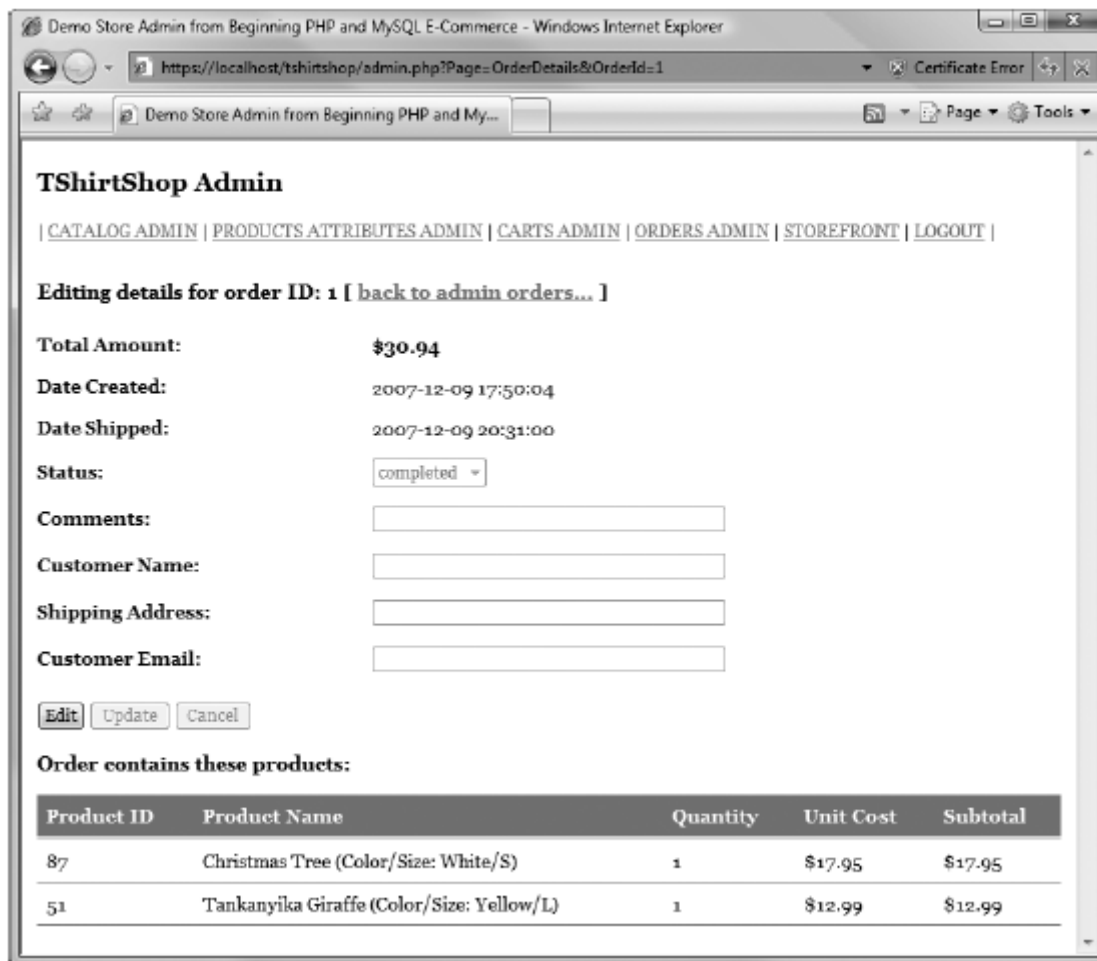 Demo Store Admin from Beginning PHP and MySQL E-Commerce - Windows Internet Explorer
https://localhost/tshirtshop/admin.php?Page=OrderDetails&OrderId=1 Certificate Error
Demo Store Admin from Beginning PHP and My... Page Tools
TShirtShop Admin
| CATALOG ADMIN | PRODUCTS ATTRIBUTES ADMIN | CARTS ADMIN | ORDERS ADMIN | STOREFRONT | LOGOUT |
Editing details for order ID: 1 [ back to admin orders... ]
Total Amount: $30.94
Date Created: 2007-12-09 17:50:04
Date Shipped: 2007-12-09 20:31:00
Status: completed
Comments:
Customer Name:
Shipping Address:
Customer Email:
Edit Update Cancel
Order contains these products:
Product ID Product Name Quantity Unit Cost Subtotal
87 Christmas Tree (Color/Size: White/S) 1 $17.95 $17.95
51 Tankanyika Giraffe (Color/Size: Yellow/L) 1 $12.99 $12.99